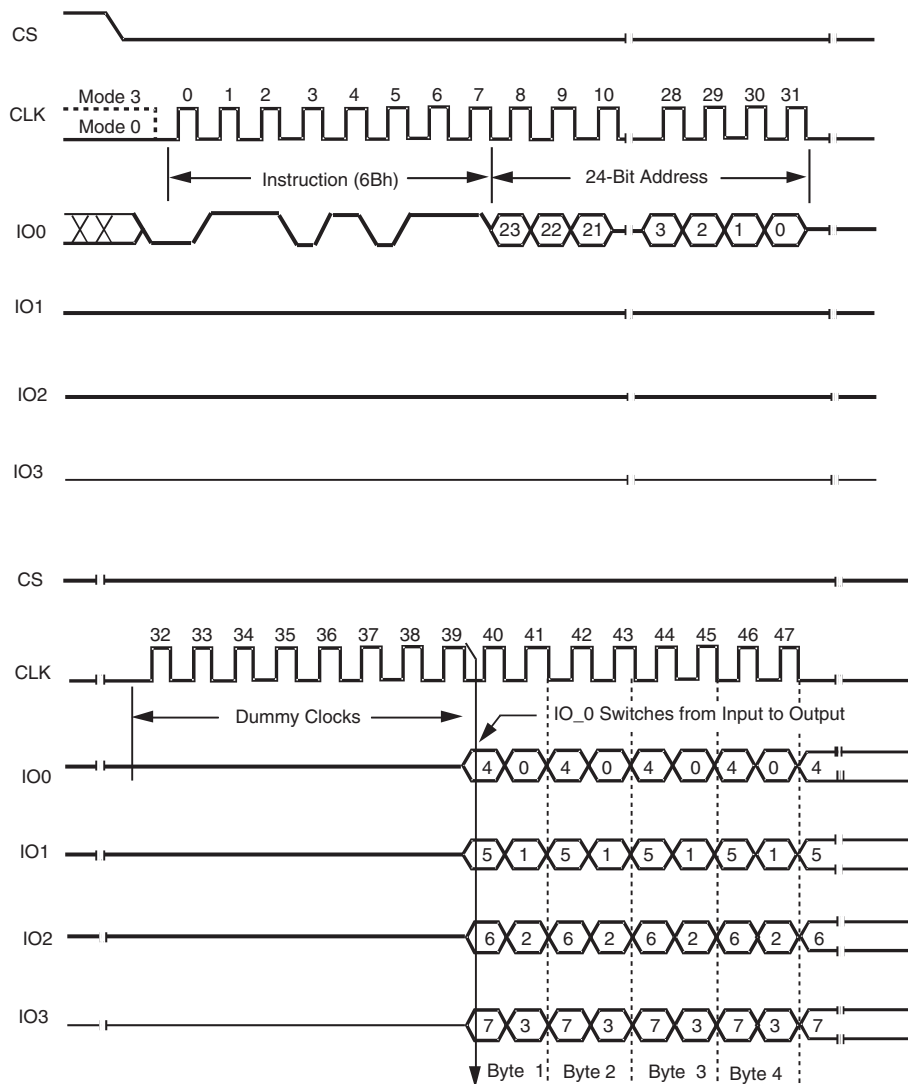 CS
Mode 3
0 1 2 3 4 5 6 7 8 9 10 28 29 30 31
CLK
Mode 0
Instruction (6Bh)
24-Bit Address
IO0
23 22 21 3 2 1 0
IO1
IO2
IO3
CS
32 33 34 35 36 37 38 39 40 41 42 43 44 45 46 47
CLK
Dummy Clocks
IO_0 Switches from Input to Output
IO0
4 0 4 0 4 0 4 0 4
IO1
5 1 5 1 5 1 5 1 5
IO2
6 2 6 2 6 2 6 2 6
IO3
7 3 7 3 7 3 7 3 7
Byte 1 Byte 2 Byte 3 Byte 4